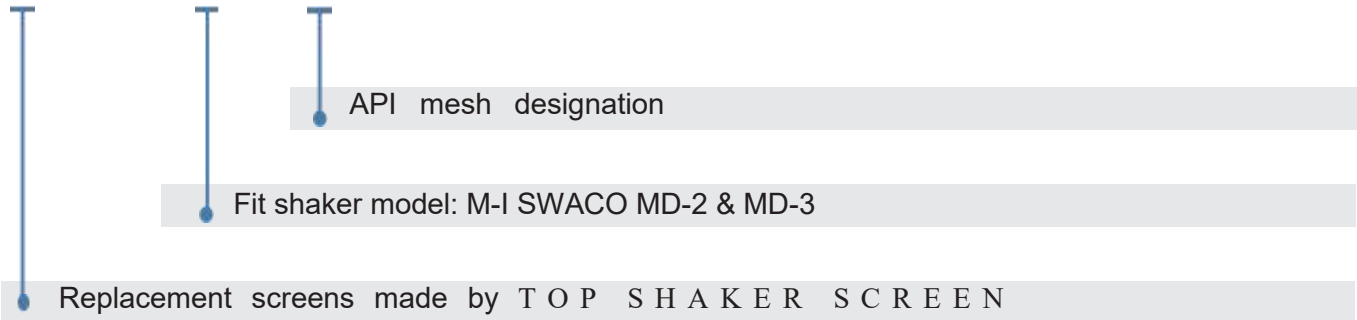 API mesh designation
Fit shaker model: M-I SWACO MD-2 & MD-3
Replacement screens made by TOP SHAKER SCREEN